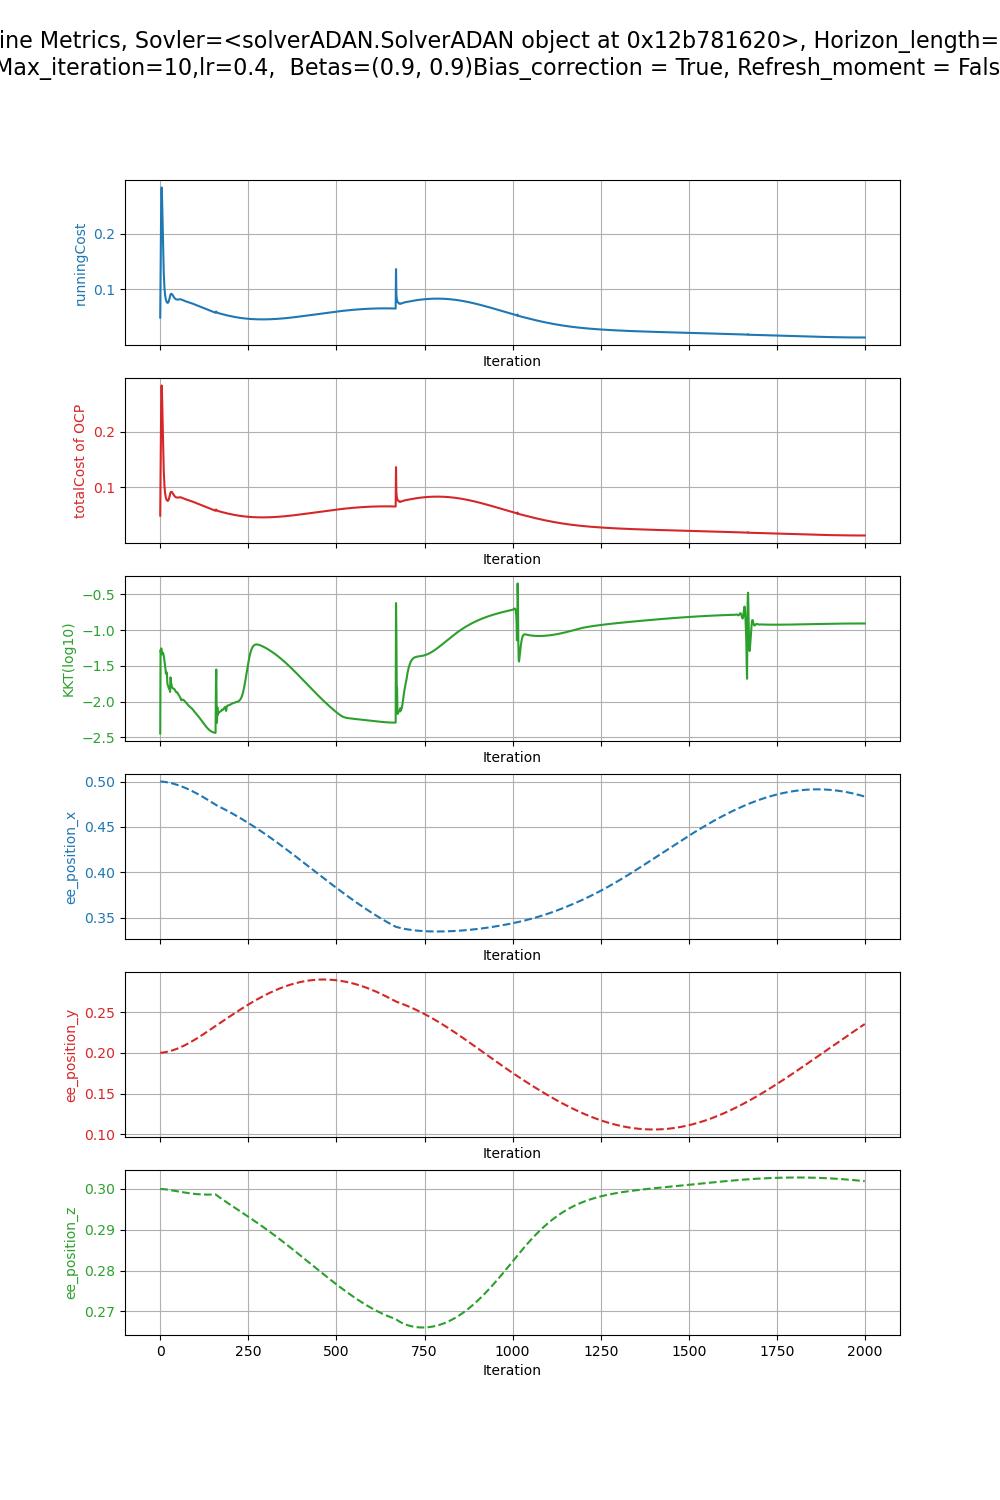 ine Metrics, Sovler=<solverADAN.SolverADAN object at 0x12b781620>, Horizon_length=
Max_iteration=10,lr=0.4,  Betas=(0.9, 0.9)Bias_correction = True, Refresh_moment = Fals
runningCost
0.2
0.1
Iteration
totalCost of OCP
0.2
0.1
Iteration
KKT(log10)
−0.5
−1.0
−1.5
−2.0
−2.5
Iteration
ee_position_x
0.50
0.45
0.40
0.35
Iteration
ee_position_y
0.25
0.20
0.15
0.10
Iteration
ee_position_z
0.30
0.29
0.28
0.27
0 250 500 750 1000 1250 1500 1750 2000
Iteration